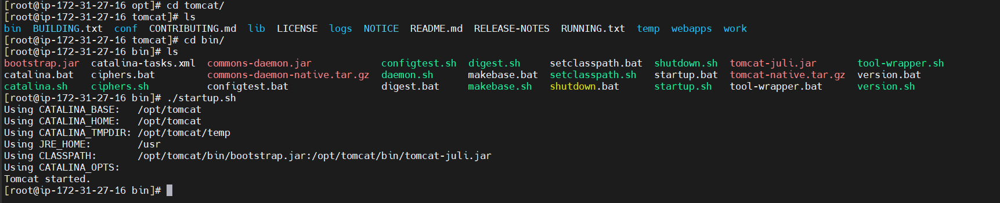 [root@ip-172-31-27-16 opt]# cd tomcat/
[root@ip-172-31-27-16 tomcat]# ls
bin  BUILDING.txt  conf  CONTRIBUTING.md  lib  LICENSE  logs  NOTICE  README.md  RELEASE-NOTES  RUNNING.txt  temp  webapps  work
[root@ip-172-31-27-16 tomcat]# cd bin/
[root@ip-172-31-27-16 bin]# ls
bootstrap.jar  catalina-tasks.xml  commons-daemon.jar            configtest.sh  digest.sh     setclasspath.bat  shutdown.sh  tomcat-juli.jar       tool-wrapper.sh
catalina.bat   ciphers.bat         commons-daemon-native.tar.gz  daemon.sh      makebase.bat  setclasspath.sh   startup.bat  tomcat-native.tar.gz  version.bat
catalina.sh    ciphers.sh          configtest.bat                digest.bat     makebase.sh   shutdown.bat      startup.sh   tool-wrapper.bat      version.sh
[root@ip-172-31-27-16 bin]# ./startup.sh
Using CATALINA_BASE:   /opt/tomcat
Using CATALINA_HOME:   /opt/tomcat
Using CATALINA_TMPDIR: /opt/tomcat/temp
Using JRE_HOME:        /usr
Using CLASSPATH:       /opt/tomcat/bin/bootstrap.jar:/opt/tomcat/bin/tomcat-juli.jar
Using CATALINA_OPTS:
Tomcat started.
[root@ip-172-31-27-16 bin]#